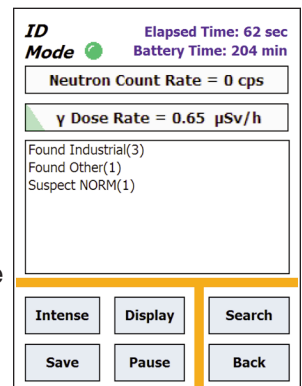 ID Mode
Elapsed Time: 62 sec
Battery Time: 204 min
Neutron Count Rate = 0 cps
γ Dose Rate = 0.65 μSv/h
Found Industrial(3)
Found Other(1)
Suspect NORM(1)
e
Intense Display Search
Save Pause Back